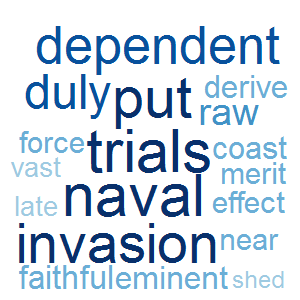 dependent
duly put derive
raw
force trials coast
vast merit
late naval effect
invasion near
faithful eminent shed